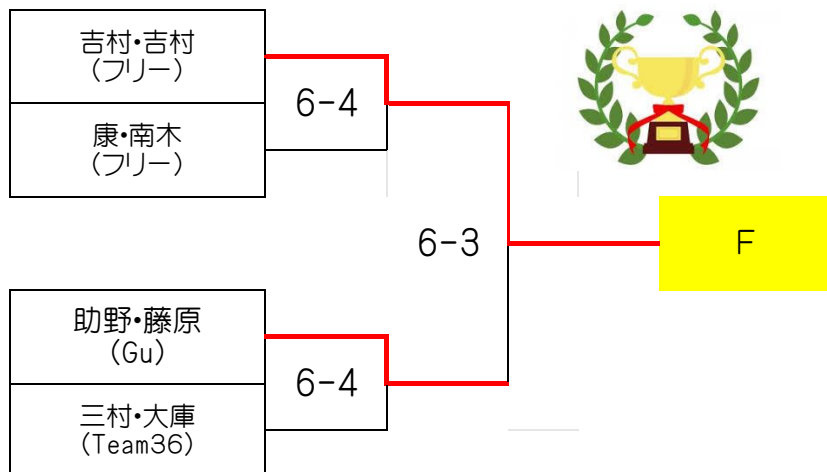 吉村・吉村
(フリー)
6-4
康・南木
(フリー)
6-3
F
助野・藤原
(Gu)
6-4
三村・大庫
(Team36)